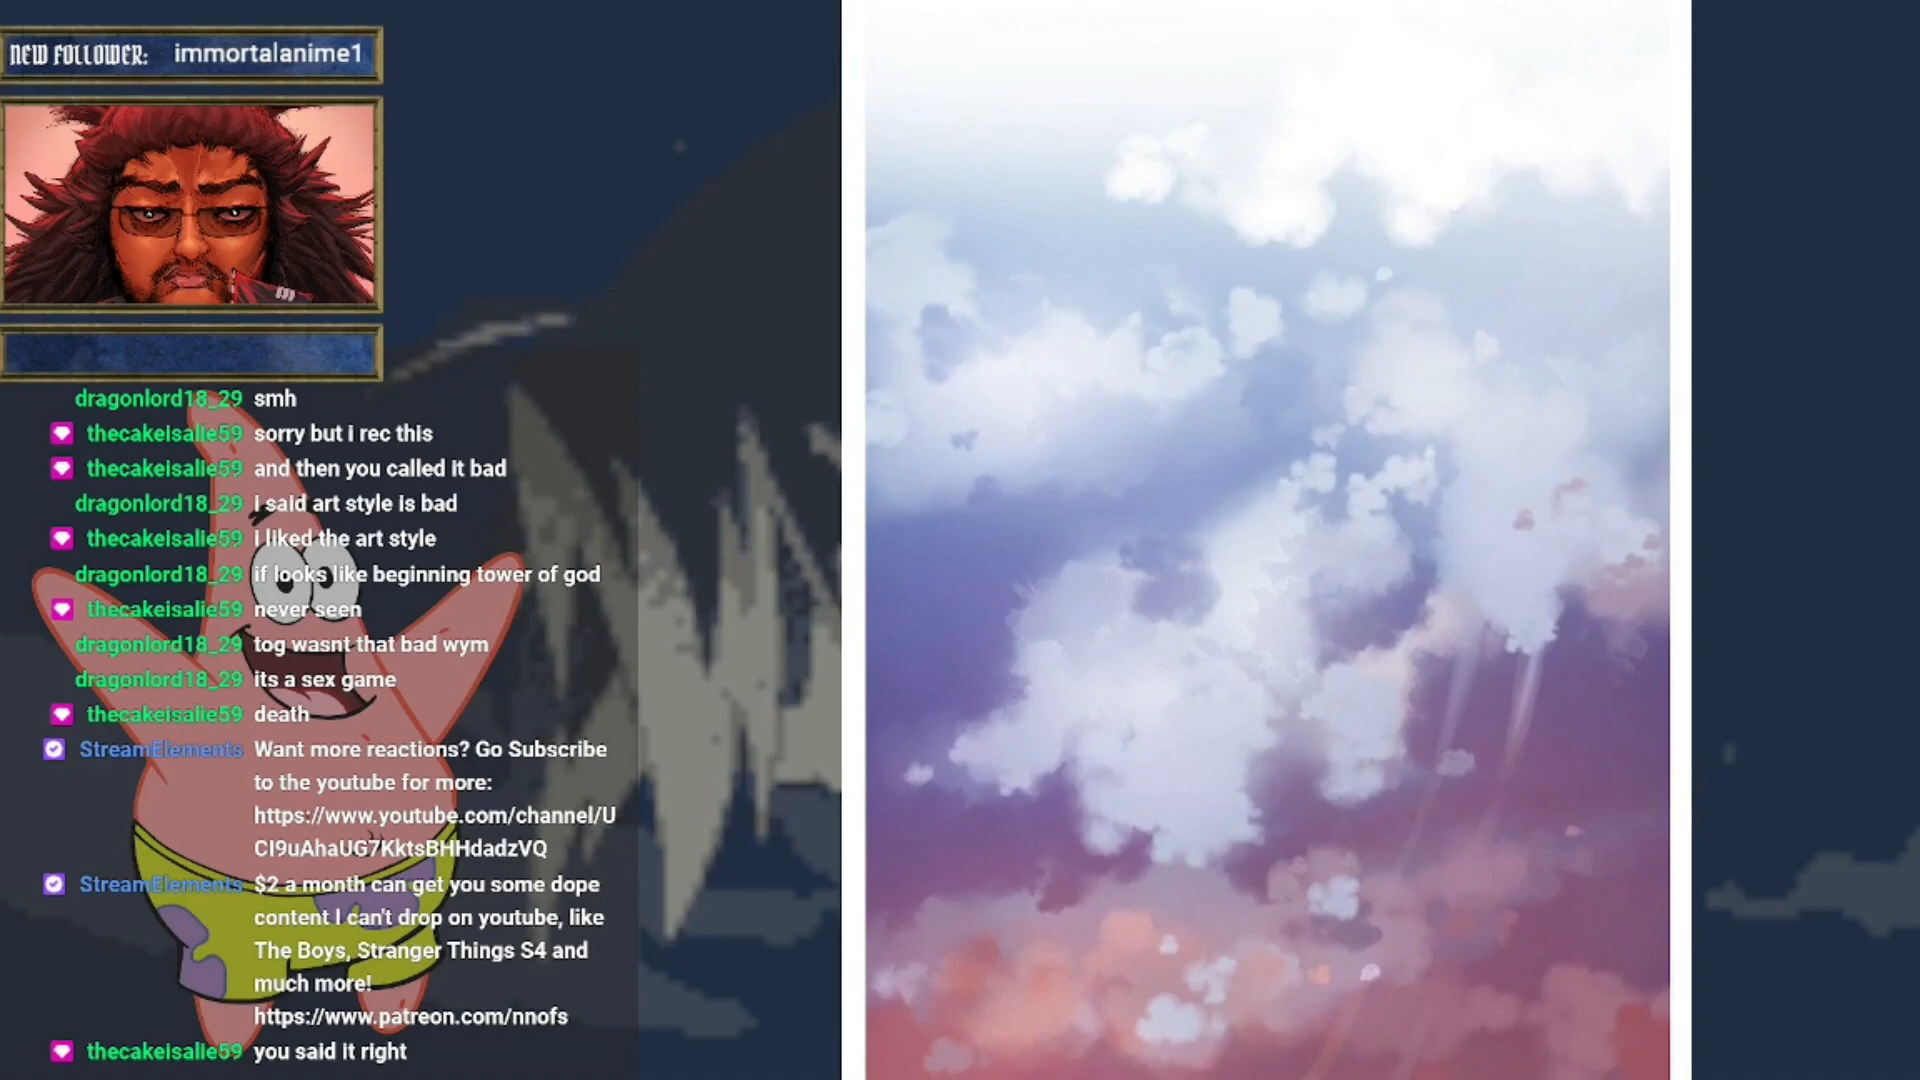 NEW FOLLOWER: immortalanime1
dragonlord18_29 smh
thecakeisalie59 sorry but i rec this
thecakeisalie59 and then you called it bad
dragonlord18_29 i said art style is bad
thecakeisalie59 i liked the art style
dragonlord18_29 if looks like beginning tower of god
thecakeisalie59 never seen
dragonlord18_29 tog wasnt that bad wym
dragonlord18_29 its a sex game
thecakeisalie59 death
StreamElements Want more reactions? Go Subscribe
to the youtube for more:
https://www.youtube.com/channel/U
CI9uAhaUG7KktsBHHdadzVQ
StreamElements $2 a month can get you some dope
content I can't drop on youtube, like
The Boys, Stranger Things S4 and
much more!
https://www.patreon.com/nnofs
thecakeisalie59 you said it right